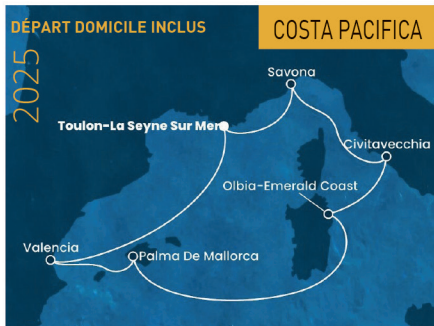 DÉPART DOMICILE INCLUS
COSTA PACIFICA
2025
Savona
Toulon-La Seyne Sur Mer
Civitavecchia
Olbia-Emerald Coast
Valencia
Palma De Mallorca